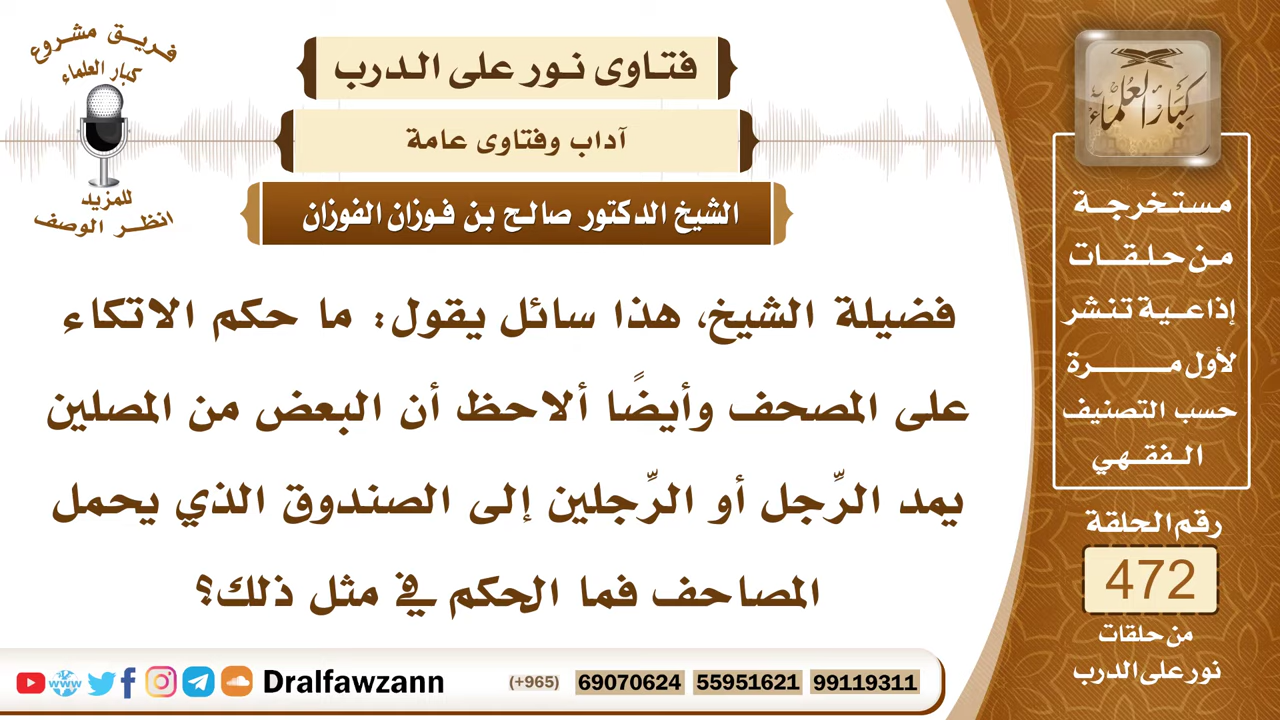 فريق مشروع
كبار العلماء
للمزيد
انظر الوصف
فتاوى نور على الدرب
آداب وفتاوى عامة
الشيخ الدكتور صالح بن فوزان الفوزان
فضيلة الشيخ، هذا سائل يقول: ما حكم الاتكاء
على المصحف وأيضًا ألاحظ أن البعض من المصلين
يمد الرِّجل أو الرِّجلين إلى الصندوق الذي يحمل
المصاحف فما الحكم في مثل ذلك؟
كبار العلماء
مستخرجة
من حلقات
إذاعية تنشر
لأول مرة
حسب التصنيف
الفقهي
رقم الحلقة
472
من حلقات
نور على الدرب
www Dralfawzann (+965) 69070624 55951621 99119311